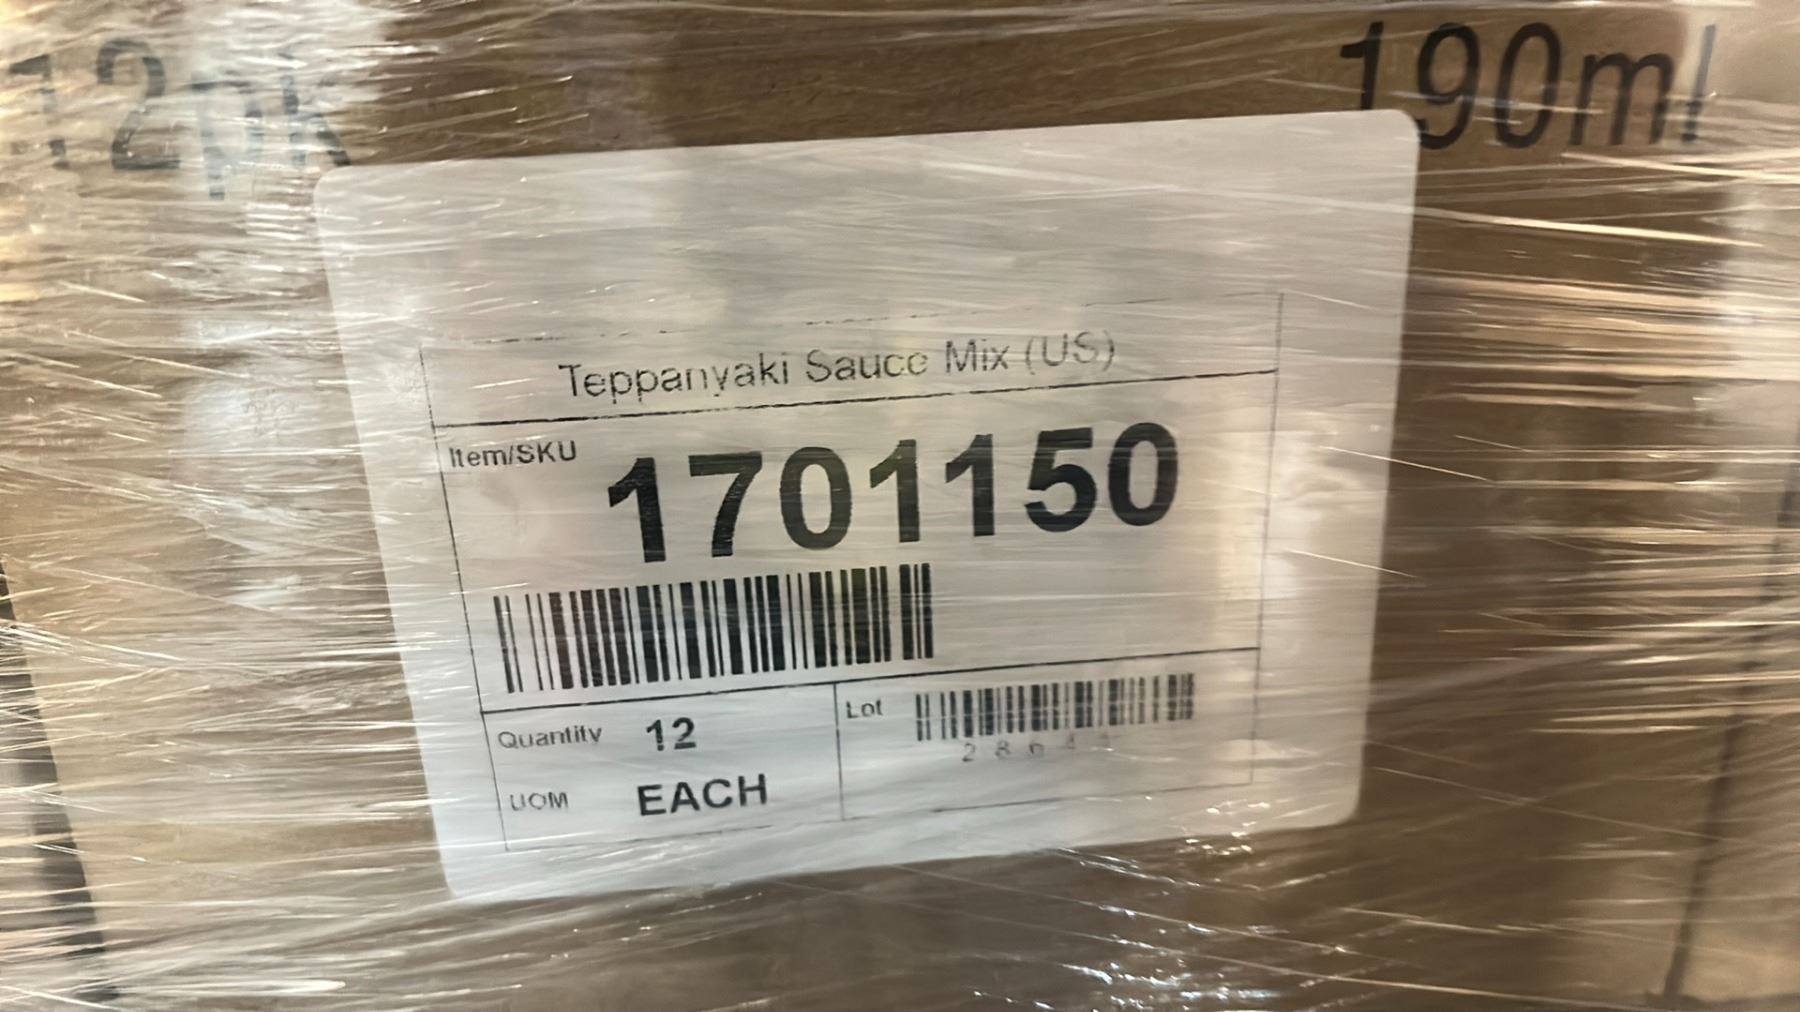 12pk
190ml
Teppanyaki Sauce Mix (US)
Item/SKU
1701150
Quantity 12
Lot
UOM EACH